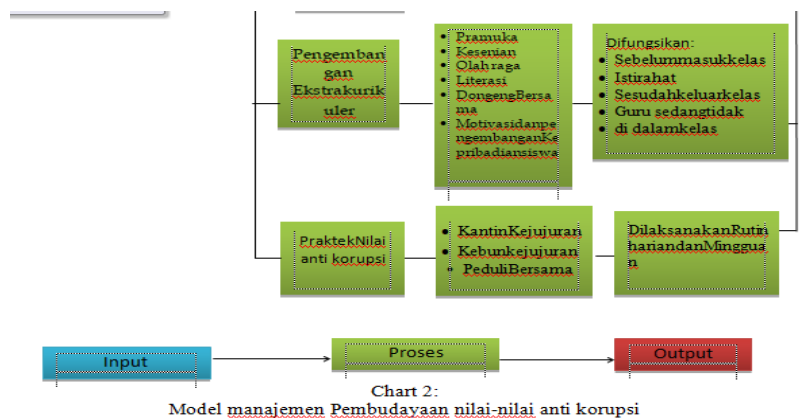 Pengemban
gan
Ekstrakurik
uler
• Pramuka
• Kesenian
• Olahraga
• Literasi
• DongengBersa
ma
• Motivasidanpe
ngembanganKe
pribadiansiswa
Difungsikan:
• Sebelummasukkelas
• Istirahat
• Sesudahkeluarkelas
• Guru sedangtidak
• di dalamkelas
PraktekNilai
anti korupsi
• KantinKejujuran
• Kebunkejujuran
• PeduliBersama
DilaksanakanRutin
hariandanMinggua
n
Input
Proses
Output
Chart 2:
Model manajemen Pembudayaan nilai-nilai anti korupsi